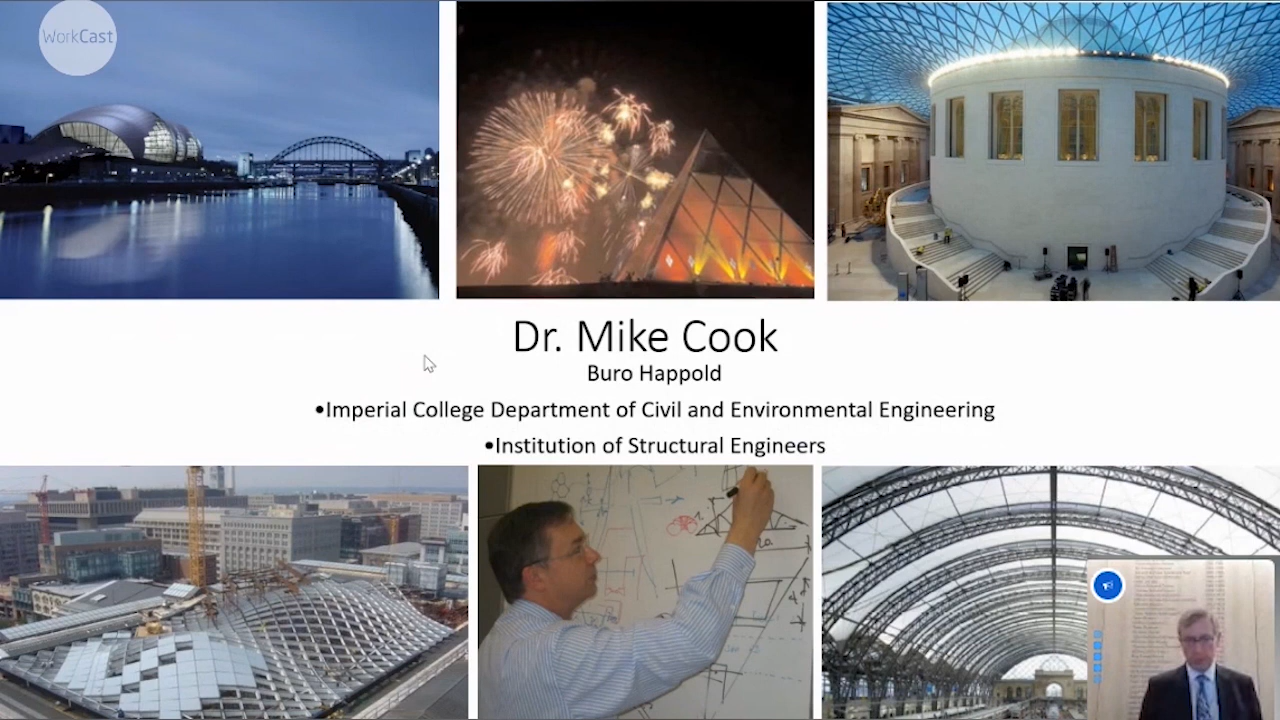 WorkCast
Dr. Mike Cook
Buro Happold
•Imperial College Department of Civil and Environmental Engineering
•Institution of Structural Engineers